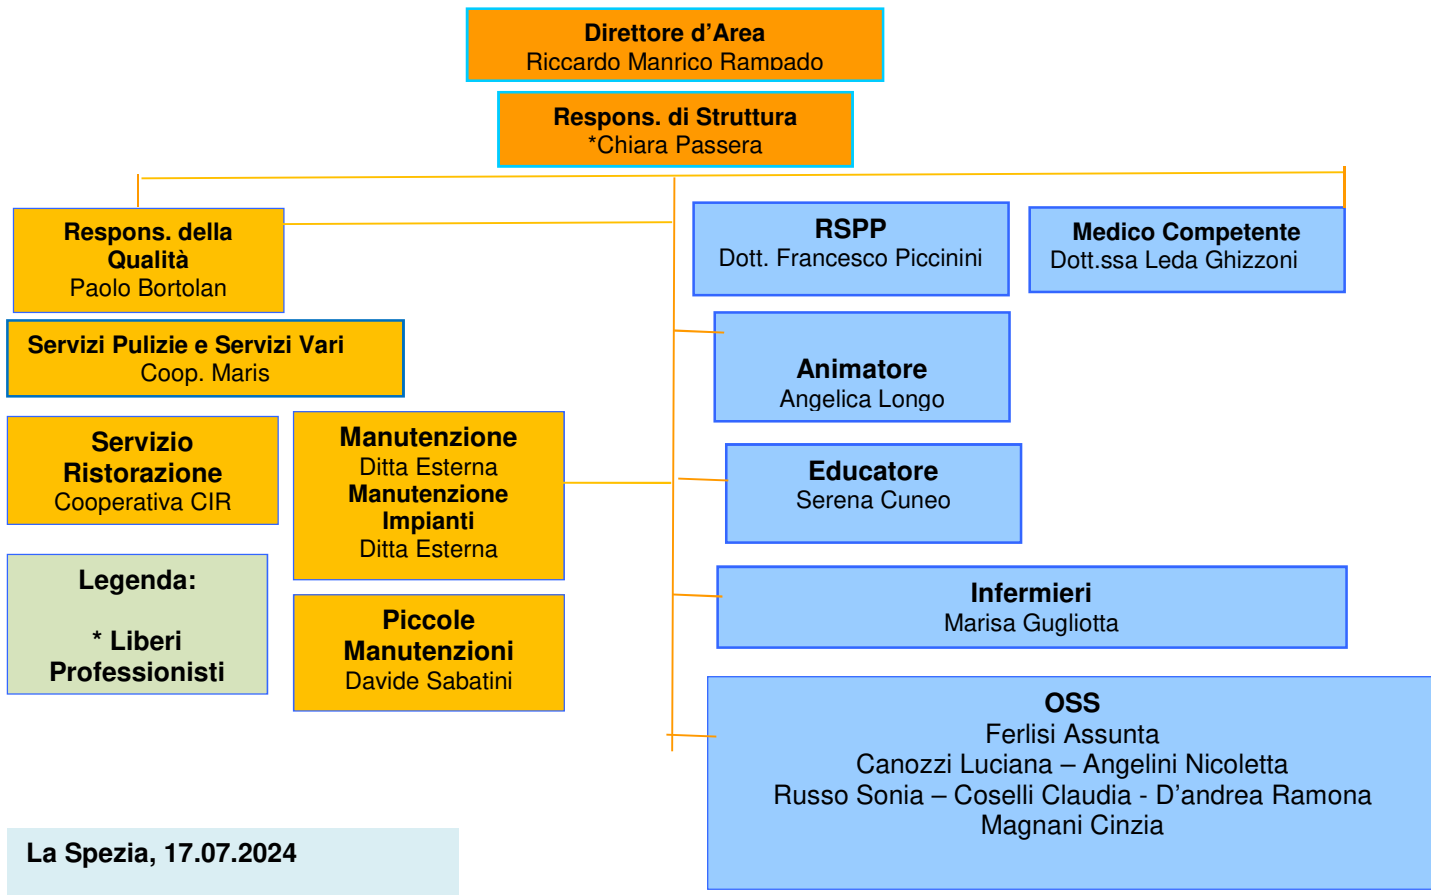 Direttore d’Area
Riccardo Manrico Rampado
Respons. di Struttura
*Chiara Passera
Respons. della
Qualità
Paolo Bortolan
RSPP
Dott. Francesco Piccinini
Medico Competente
Dott.ssa Leda Ghizzoni
Servizi Pulizie e Servizi Vari
Coop. Maris
Animatore
Angelica Longo
Servizio
Ristorazione
Cooperativa CIR
Manutenzione
Ditta Esterna
Manutenzione
Impianti
Ditta Esterna
Educatore
Serena Cuneo
Legenda:
* Liberi
Professionisti
Piccole
Manutenzioni
Davide Sabatini
Infermieri
Marisa Gugliotta
OSS
Ferlisi Assunta
Canozzi Luciana – Angelini Nicoletta
Russo Sonia – Coselli Claudia - D’andrea Ramona
Magnani Cinzia
La Spezia, 17.07.2024